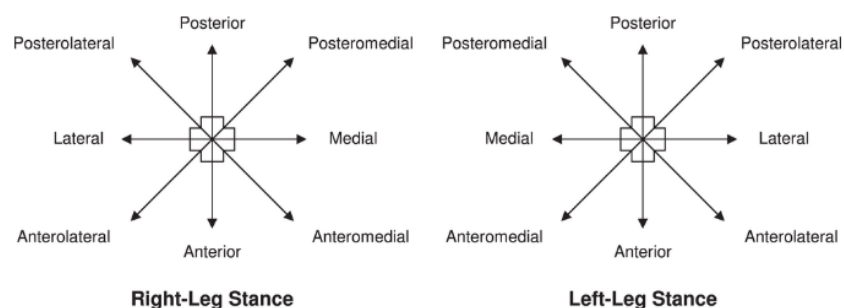 Posterior
Posterolateral
Posteromedial
Lateral
Medial
Anterolateral
Anterior
Anteromedial
Right-Leg Stance
Posterior
Posteromedial
Posterolateral
Medial
Lateral
Anteromedial
Anterior
Anterolateral
Left-Leg Stance